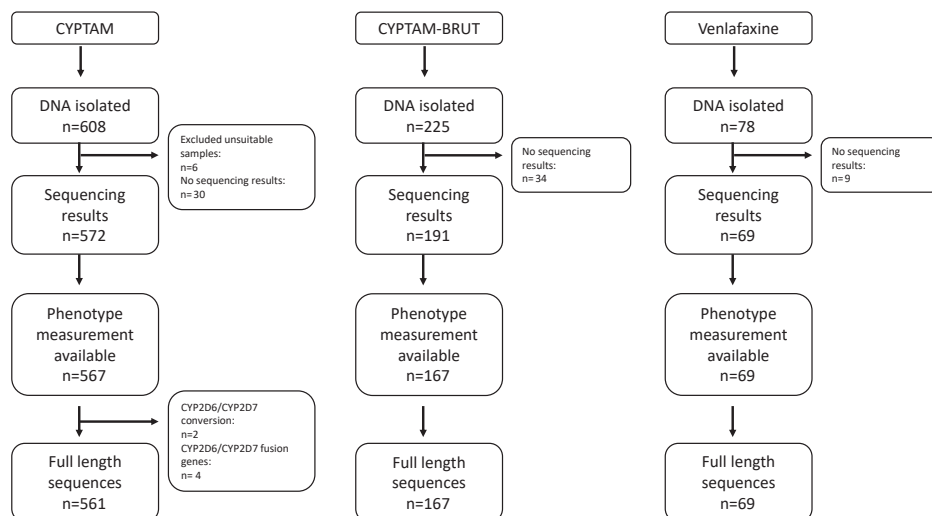 CYPTAM
DNA isolated
n=608
Excluded unsuitable
samples:
n=6
No sequencing results:
n= 30
Sequencing
results
n=572
Phenotype
measurement
available
n=567
CYP2D6/CYP2D7
conversion:
n=2
CYP2D6/CYP2D7 fusion
genes:
n= 4
Full length
sequences
n=561
CYPTAM-BRUT
DNA isolated
n=225
No sequencing
results:
n= 34
Sequencing
results
n=191
Phenotype
measurement
available
n=167
Full length
sequences
n=167
Venlafaxine
DNA isolated
n=78
No sequencing
results:
n= 9
Sequencing
results
n=69
Phenotype
measurement
available
n=69
Full length
sequences
n=69